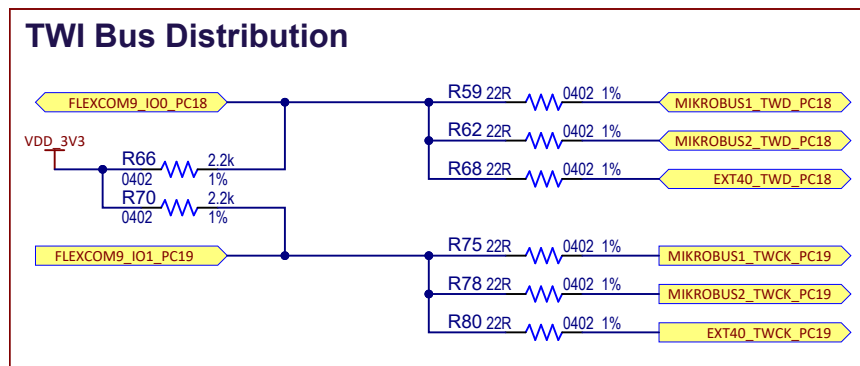 TWI Bus Distribution
FLEXCOM9_IO0_PC18
R59 22R 0402 1%
MIKROBUS1_TWD_PC18
R62 22R 0402 1%
MIKROBUS2_TWD_PC18
VDD_3V3
R66 2.2k
0402 1%
R68 22R 0402 1%
EXT40_TWD_PC18
R70 2.2k
0402 1%
FLEXCOM9_IO1_PC19
R75 22R 0402 1%
MIKROBUS1_TWCK_PC19
R78 22R 0402 1%
MIKROBUS2_TWCK_PC19
R80 22R 0402 1%
EXT40_TWCK_PC19